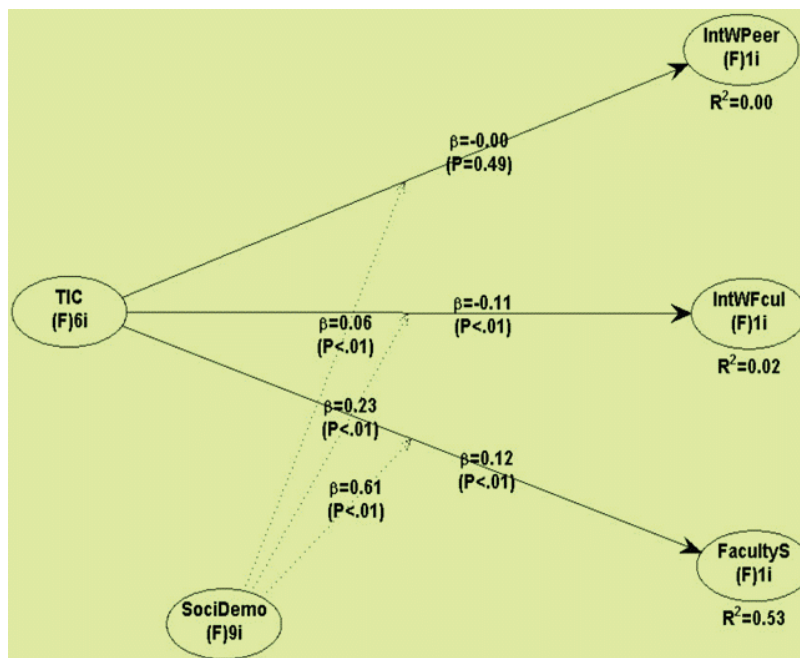 IntWPeer
(F)1i
R²=0.00
β=-0.00
(P=0.49)
TIC
(F)6i
β=0.06
(P<.01)
β=-0.11
(P<.01)
IntWFcul
(F)1i
R²=0.02
β=0.23
(P<.01)
β=0.12
(P<.01)
β=0.61
(P<.01)
FacultyS
(F)1i
R²=0.53
SociDemo
(F)9i